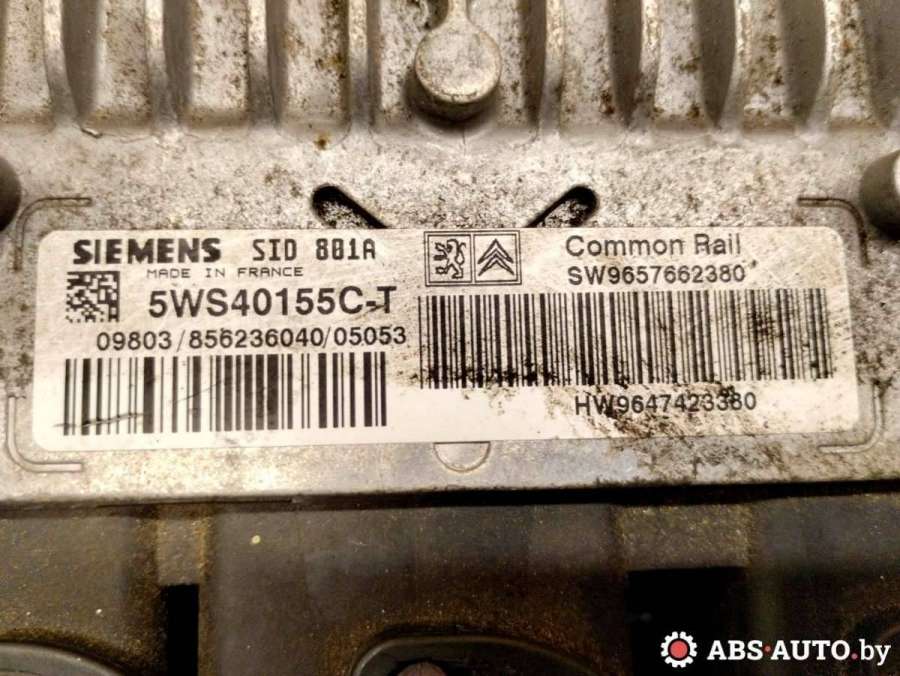 SIEMENS SID 801A
MADE IN FRANCE
5WS40155C-T
09803/856236040/05053
Common Rail
SW9657662380
HW9647423380
ABS-AUTO.by